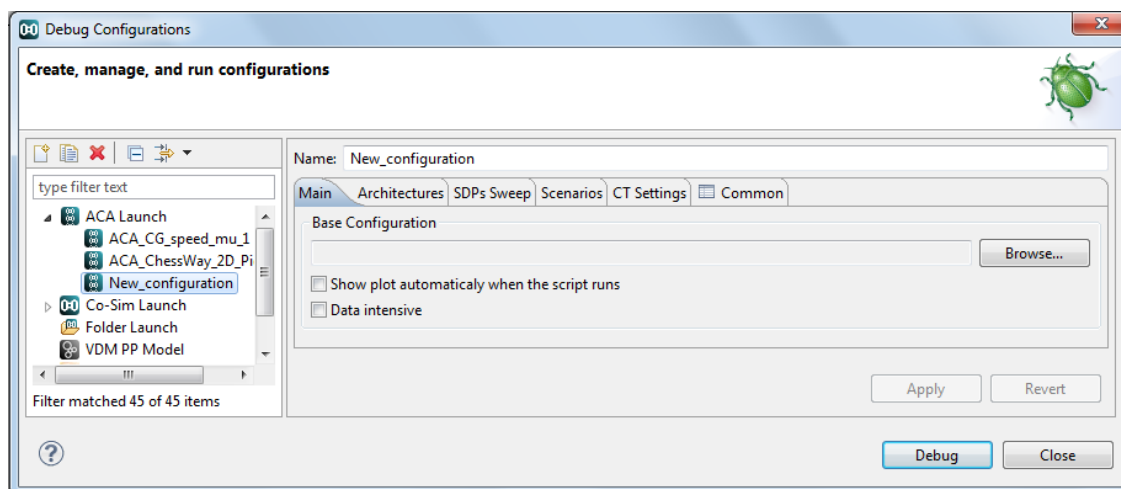 Debug Configurations
Create, manage, and run configurations
type filter text
ACA Launch
ACA_CG_speed_mu_1
ACA_ChessWay_2D_Pi
New_configuration
Co-Sim Launch
Folder Launch
VDM PP Model
Filter matched 45 of 45 items
Name: New_configuration
Main Architectures SDPs Sweep Scenarios CT Settings Common
Base Configuration
Browse...
Show plot automaticaly when the script runs
Data intensive
Apply Revert
Debug Close